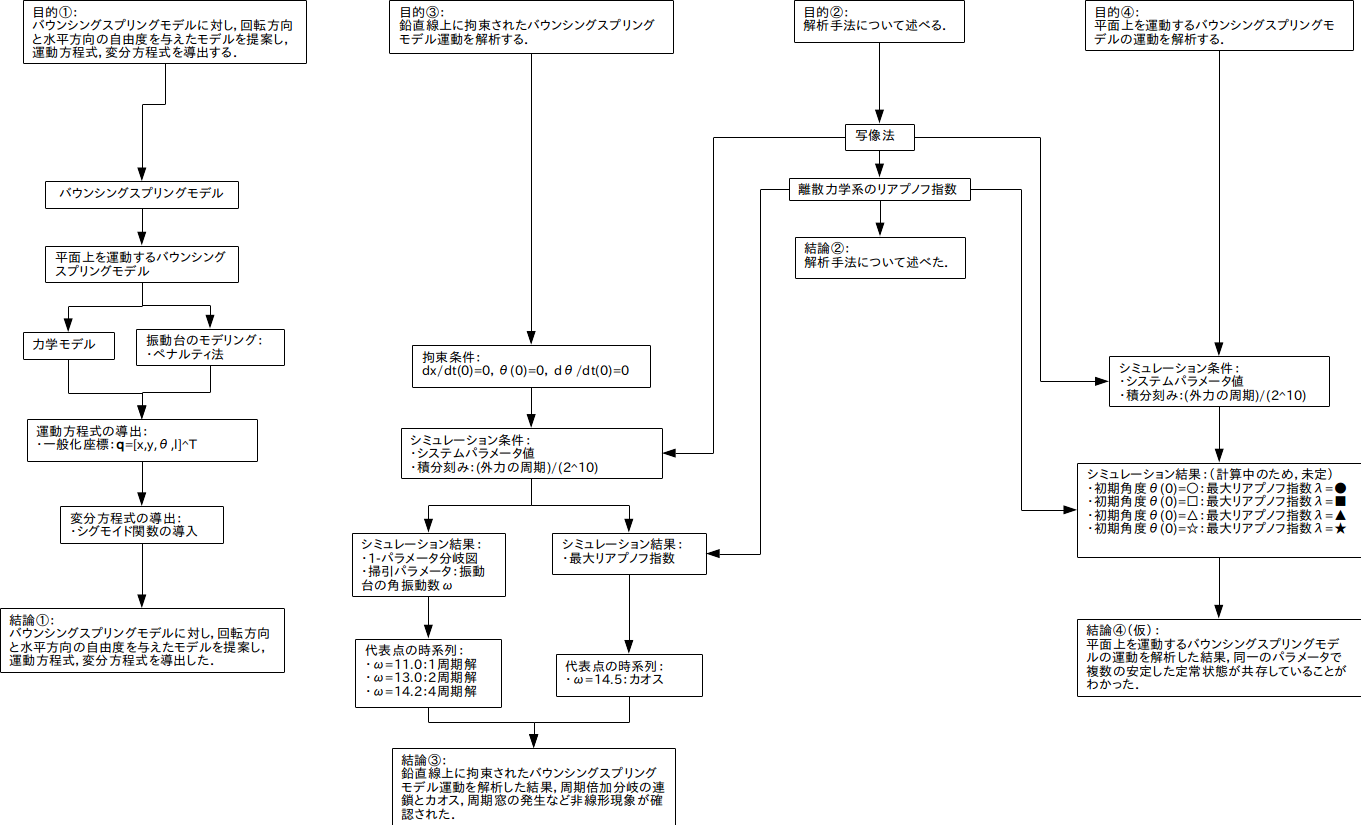 目的①:
バウンシングスプリングモデルに対し,回転方向
と水平方向の自由度を与えたモデルを提案し,
運動方程式,変分方程式を導出する.
バウンシングスプリングモデル
平面上を運動するバウンシング
スプリングモデル
力学モデル
振動台のモデリング:
・ペナルティ法
運動方程式の導出:
・一般化座標:q=[x,y,θ,l]^T
変分方程式の導出:
・シグモイド関数の導入
結論①:
バウンシングスプリングモデルに対し,回転方向
と水平方向の自由度を与えたモデルを提案し,
運動方程式,変分方程式を導出した.
目的③:
鉛直線上に拘束されたバウンシングスプリング
モデル運動を解析する.
拘束条件:
dx/dt(0)=0, θ(0)=0, dθ/dt(0)=0
シミュレーション条件:
・システムパラメータ値
・積分刻み:(外力の周期)/(2^10)
シミュレーション結果:
・1-パラメータ分岐図
・掃引パラメータ:振動
台の角振動数ω
シミュレーション結果:
・最大リアプノフ指数
代表点の時系列:
・ω=11.0:1周期解
・ω=13.0:2周期解
・ω=14.2:4周期解
代表点の時系列:
・ω=14.5:カオス
結論③:
鉛直線上に拘束されたバウンシングスプリング
モデル運動を解析した結果,周期倍加分岐の連
鎖とカオス,周期窓の発生など非線形現象が確
認された.
目的②:
解析手法について述べる.
写像法
離散力学系のリアプノフ指数
結論②:
解析手法について述べた.
目的④:
平面上を運動するバウンシングスプリングモ
デルの運動を解析する.
シミュレーション条件:
・システムパラメータ値
・積分刻み:(外力の周期)/(2^10)
シミュレーション結果:(計算中のため,未定)
・初期角度θ(0)=○:最大リアプノフ指数λ=●
・初期角度θ(0)=□:最大リアプノフ指数λ=■
・初期角度θ(0)=△:最大リアプノフ指数λ=▲
・初期角度θ(0)=☆:最大リアプノフ指数λ=★
結論④(仮):
平面上を運動するバウンシングスプリングモデ
ルの運動を解析した結果,同一のパラメータで
複数の安定した定常状態が共存していることが
わかった.